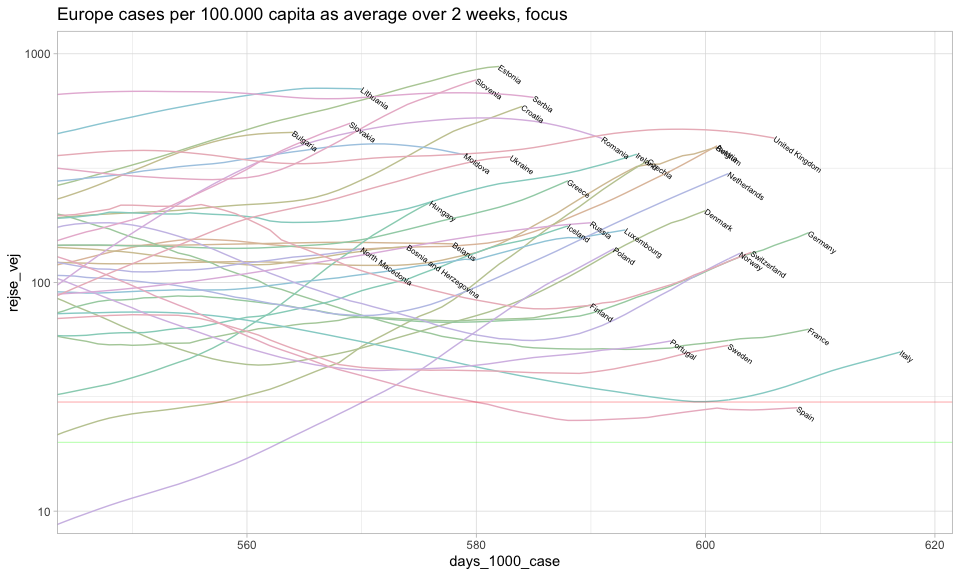 Europe cases per 100.000 capita as average over 2 weeks, focus
1000
Estonia
Slovenia
Lithuania
Serbia
Croatia
Slovakia
Bulgaria
Romania
United Kingdom
Moldova
Ukraine
Ireland
Czechia
Belgium
Greece
Netherlands
Hungary
Denmark
Iceland
Russia
Luxembourg
Germany
North Macedonia
Bosnia and Herzegovina
Belarus
Poland
Norway
Switzerland
100
rejse_vej
Finland
France
Portugal
Sweden
Italy
Spain
10
560
580
600
620
days_1000_case